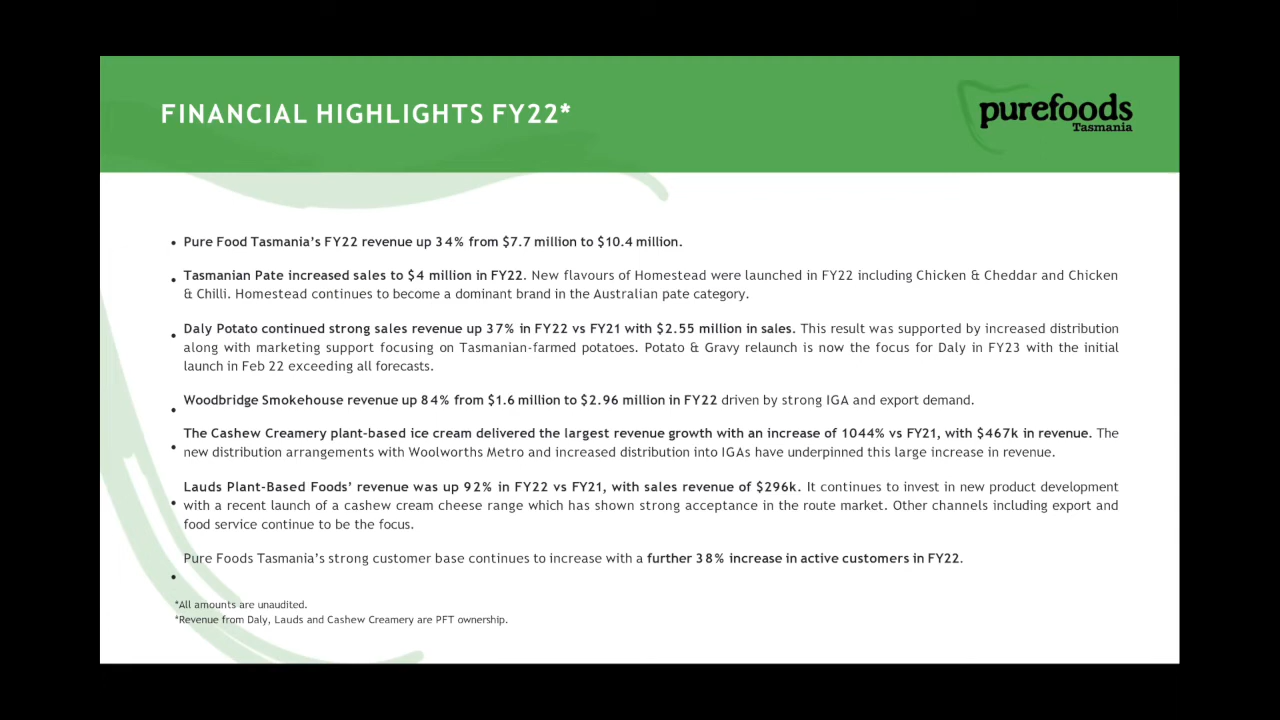 FINANCIAL HIGHLIGHTS FY22*
purefoods
Tasmania
• Pure Food Tasmania's FY22 revenue up 34% from $7.7 million to $10.4 million.
• Tasmanian Pate increased sales to $4 million in FY22. New flavours of Homestead were launched in FY22 including Chicken & Cheddar and Chicken
& Chilli. Homestead continues to become a dominant brand in the Australian pate category.
• Daly Potato continued strong sales revenue up 37% in FY22 vs FY21 with $2.55 million in sales. This result was supported by increased distribution
along with marketing support focusing on Tasmanian-farmed potatoes. Potato & Gravy relaunch is now the focus for Daly in FY23 with the initial
launch in Feb 22 exceeding all forecasts.
• Woodbridge Smokehouse revenue up 84% from $1.6 million to $2.96 million in FY22 driven by strong IGA and export demand.
• The Cashew Creamery plant-based ice cream delivered the largest revenue growth with an increase of 1044% vs FY21, with $467k in revenue. The
new distribution arrangements with Woolworths Metro and increased distribution into IGAs have underpinned this large increase in revenue.
• Lauds Plant-Based Foods' revenue was up 92% in FY22 vs FY21, with sales revenue of $296k. It continues to invest in new product development
with a recent launch of a cashew cream cheese range which has shown strong acceptance in the route market. Other channels including export and
food service continue to be the focus.
• Pure Foods Tasmania's strong customer base continues to increase with a further 38% increase in active customers in FY22.
*All amounts are unaudited.
*Revenue from Daly, Lauds and Cashew Creamery are PFT ownership.